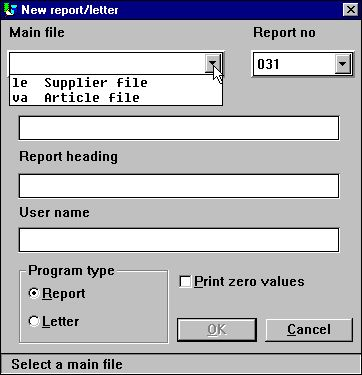 New report/letter
Main file Report no
031
le Supplier file
va Article file
Report heading
User name
Program type
Report
Print zero values
Letter
OK Cancel
Select a main file